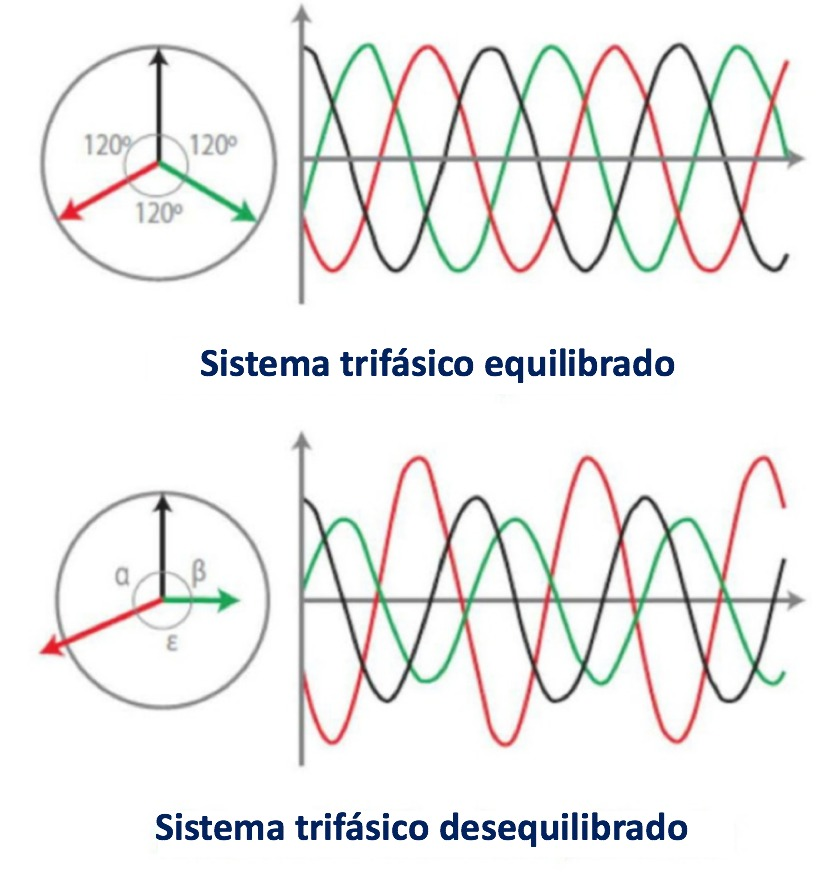 120º 120º
120º
Sistema trifásico equilibrado
α β
ε
Sistema trifásico desequilibrado